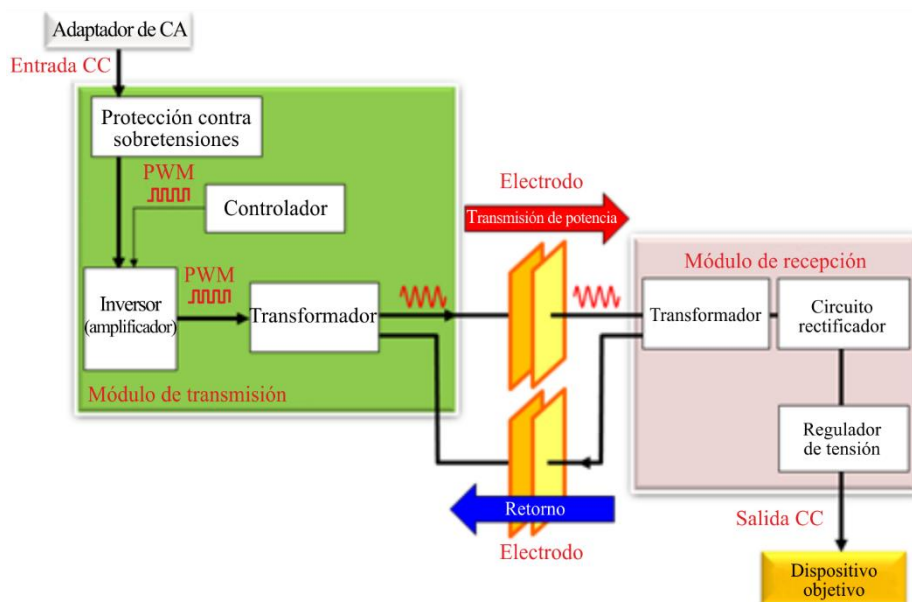 Adaptador de CA
Entrada CC
Protección contra
sobretensiones
PWM
Controlador
Electrodo
Transmisión de potencia
Módulo de recepción
PWM
Inversor
(amplificador)
Transformador
Transformador
Circuito
rectificador
Módulo de transmisión
Regulador
de tensión
Retorno
Salida CC
Electrodo
Dispositivo
objetivo